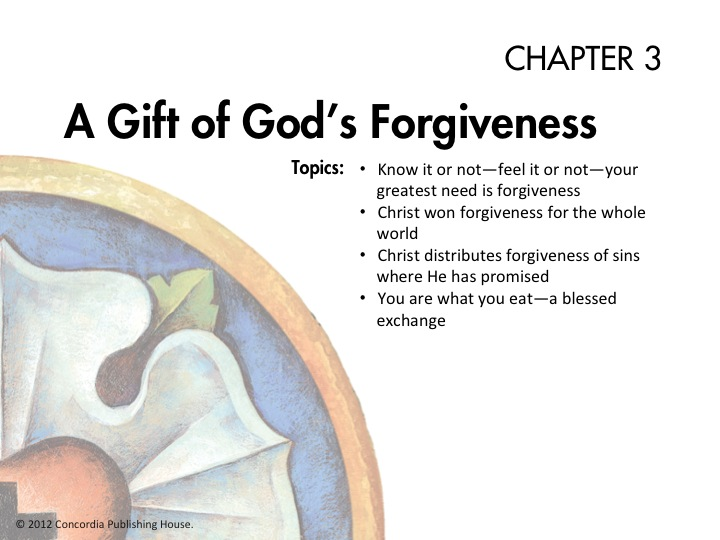 CHAPTER 3
A Gift of God’s Forgiveness
Topics:
• Know it or not—feel it or not—your
greatest need is forgiveness
• Christ won forgiveness for the whole
world
• Christ distributes forgiveness of sins
where He has promised
• You are what you eat—a blessed
exchange
© 2012 Concordia Publishing House.